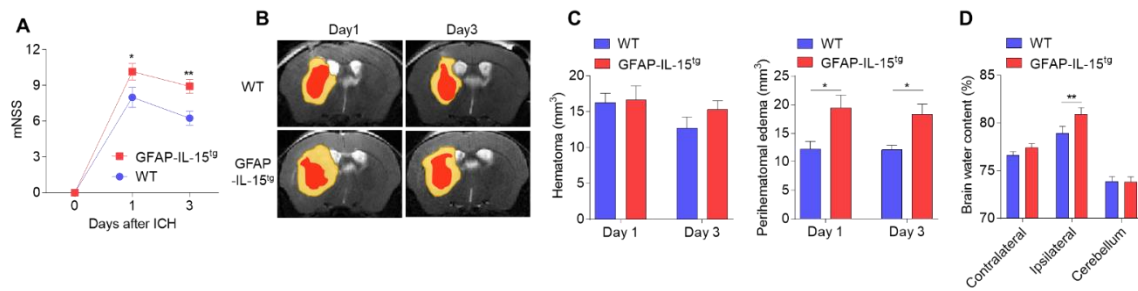 A
mNSS
12
9
6
3
0
*
**
GFAP-IL-15tg
WT
0 1 3
Days after ICH
B
Day1 Day3
WT
GFAP
-IL-15tg
C
WT
GFAP-IL-15tg
Hematoma (mm3)
20
15
10
5
0
Day 1 Day 3
WT
GFAP-IL-15tg
Perihematomal edema (mm3)
25
20
15
10
5
0
* *
Day 1 Day 3
D
WT
GFAP-IL-15tg
Brain water content (%)
85
80
75
70
**
Contralateral
Ipsilateral
Cerebellum